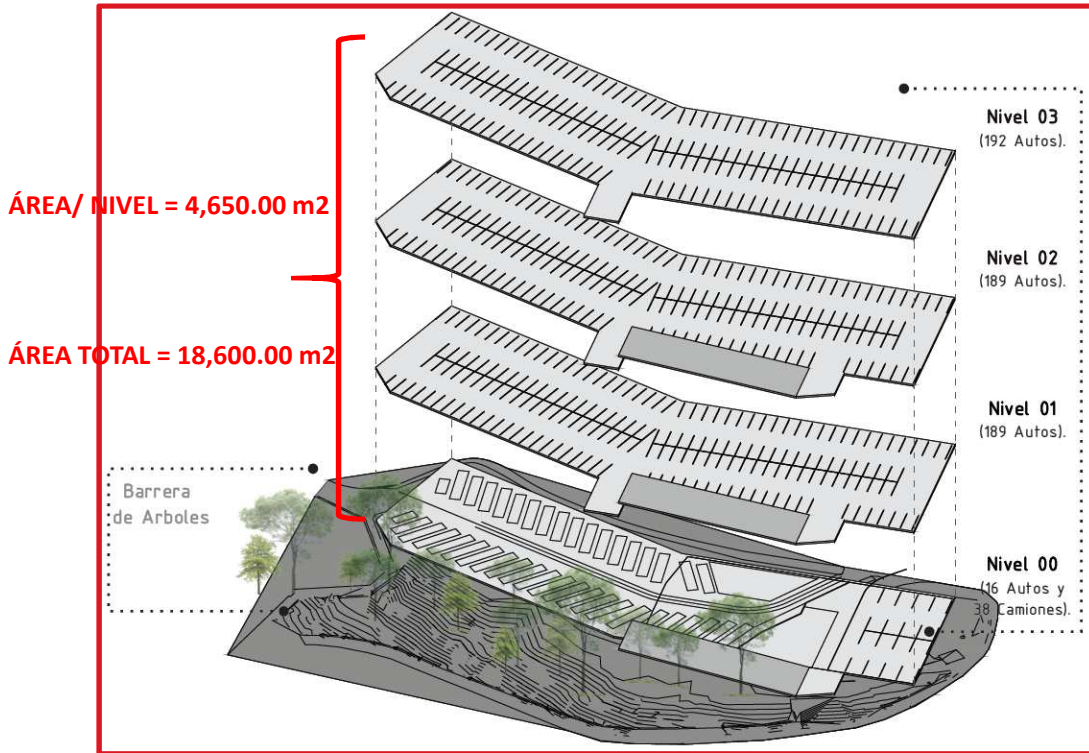 Nivel 03
(192 Autos).
ÁREA/ NIVEL = 4,650.00 m2
Nivel 02
(189 Autos).
ÁREA TOTAL = 18,600.00 m2
Nivel 01
(189 Autos).
Barrera
de Arboles
Nivel 00
(16 Autos y
38 Camiones).